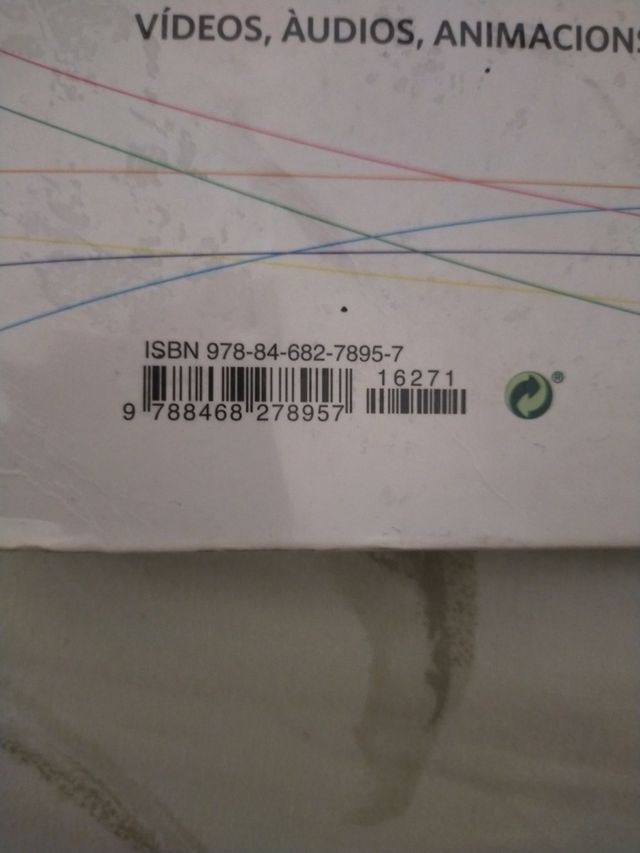 VÍDEOS, ÀUDIOS, ANIMACIONS
ISBN 978-84-682-7895-7
16271
9 788468 278957
®